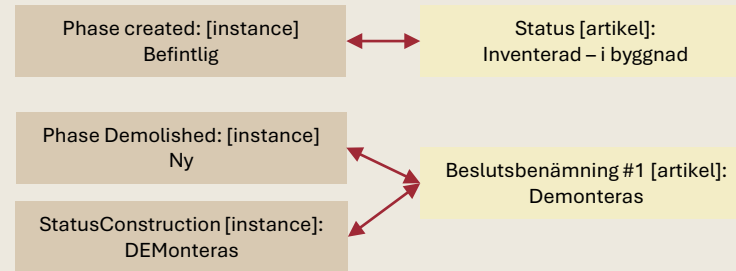 Phase created: [instance]
Befintlig
Status [artikel]:
Inventerad – i byggnad
Phase Demolished: [instance]
Ny
Beslutsbenämning #1 [artikel]:
Demonteras
StatusConstruction [instance]:
DEMonteras